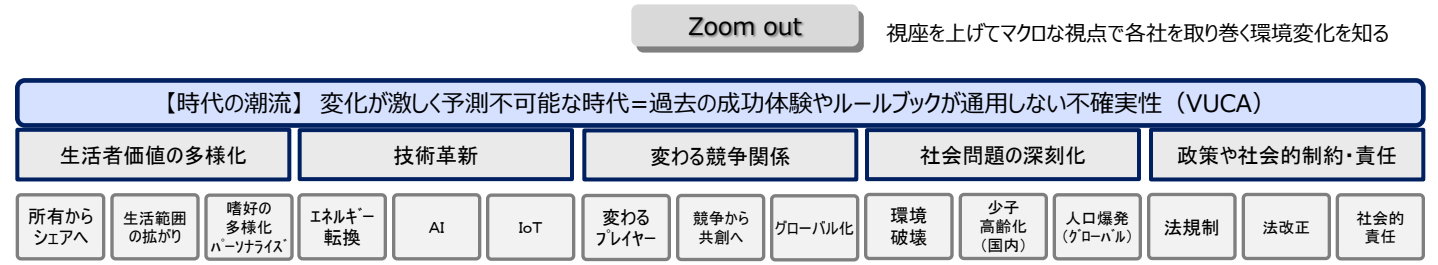 Zoom out
視座を上げてマクロな視点で各社を取り巻く環境変化を知る
【時代の潮流】 変化が激しく予測不可能な時代=過去の成功体験やルールブックが通用しない不確実性（VUCA）
生活者価値の多様化
技術革新
変わる競争関係
社会問題の深刻化
政策や社会的制約・責任
所有から
シェアへ
生活範囲
の拡がり
嗜好の
多様化
ﾊﾟｰｿﾅﾗｲｽﾞ
ｴﾈﾙｷﾞｰ
転換
AI
IoT
変わる
ﾌﾟﾚｲﾔｰ
競争から
共創へ
グローバル化
環境
破壊
少子
高齢化
（国内）
人口爆発
（ｸﾞﾛｰﾊﾞﾙ）
法規制
法改正
社会的
責任